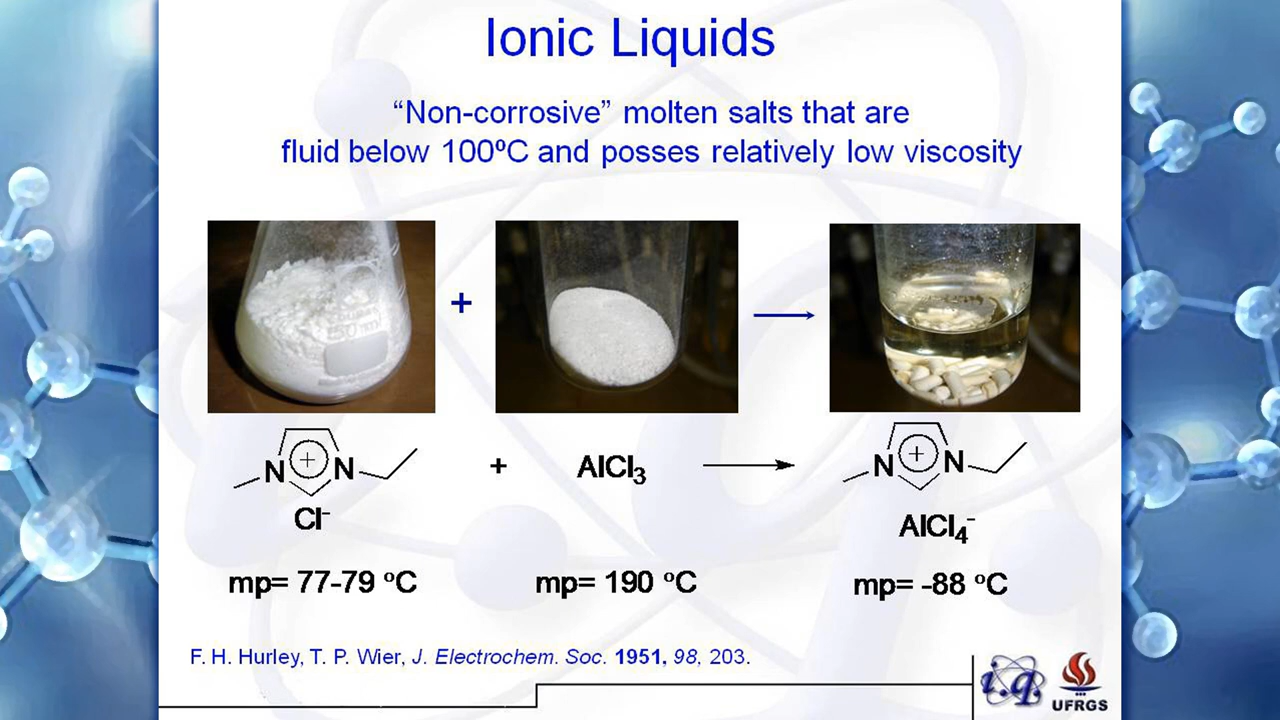 Ionic Liquids
“Non-corrosive” molten salts that are
fluid below 100ºC and posses relatively low viscosity
+
N N
+
Cl⁻
+
AlCl₃
N N
+
AlCl₄⁻
mp= 77-79 ºC
mp= 190 ºC
mp= -88 ºC
F. H. Hurley, T. P. Wier, J. Electrochem. Soc. 1951, 98, 203.
i.q.
UFRGS